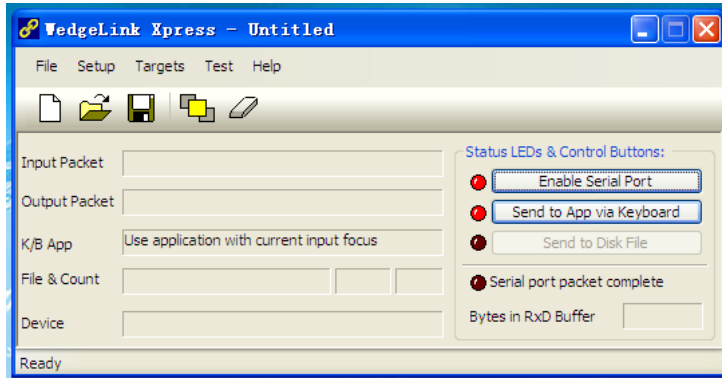 WedgeLink Xpress - Untitled
File Setup Targets Test Help
Input Packet
Output Packet
K/B App Use application with current input focus
File & Count
Device
Status LEDs & Control Buttons:
Enable Serial Port
Send to App via Keyboard
Send to Disk File
Serial port packet complete
Bytes in RxD Buffer
Ready